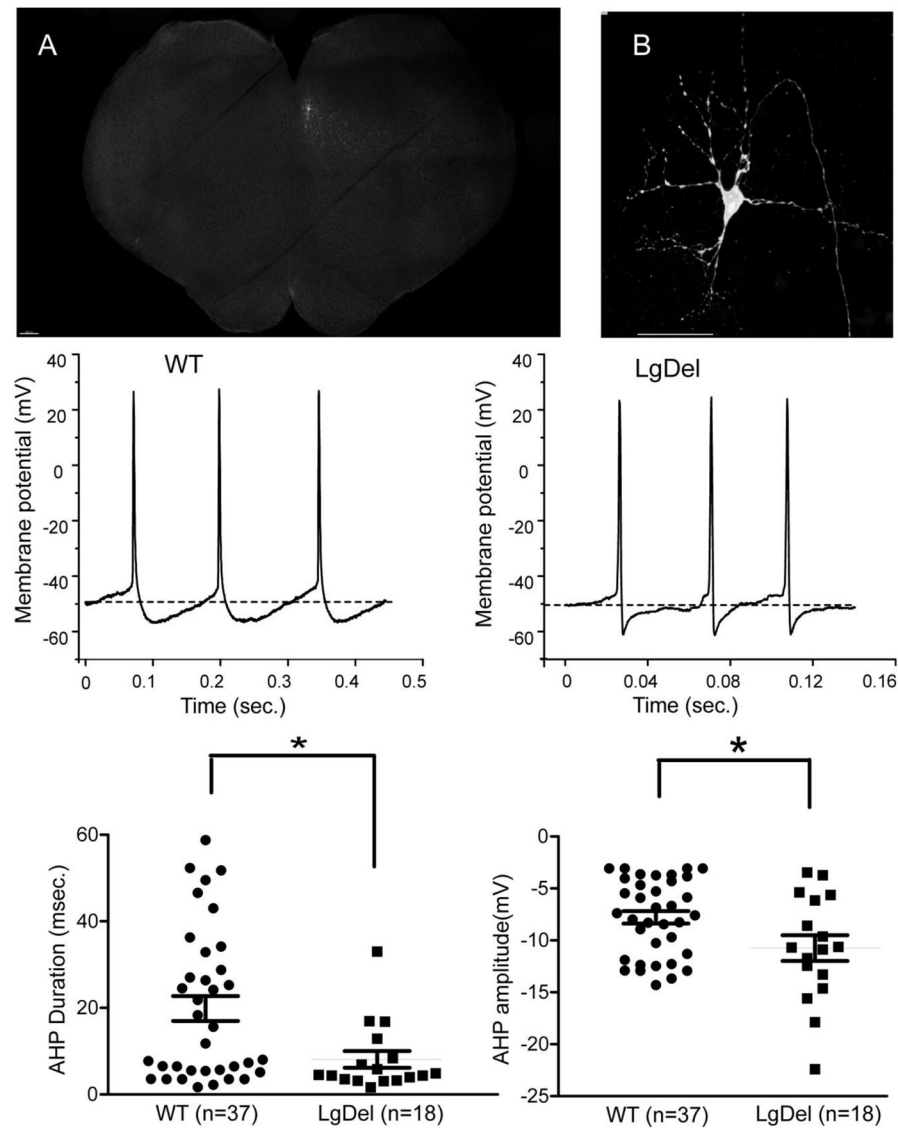 A
B
WT
LgDel
Membrane potential (mV)
40
20
0
-20
-40
-60
0
0.1
0.2
0.3
0.4
0.5
Time (sec.)
Membrane potential (mV)
40
20
0
-20
-40
-60
0
0.04
0.08
0.12
0.16
Time (sec.)
*
*
AHP Duration (msec.)
60
40
20
0
WT (n=37)
LgDel (n=18)
AHP amplitude(mV)
0
-5
-10
-15
-20
-25
WT (n=37)
LgDel (n=18)